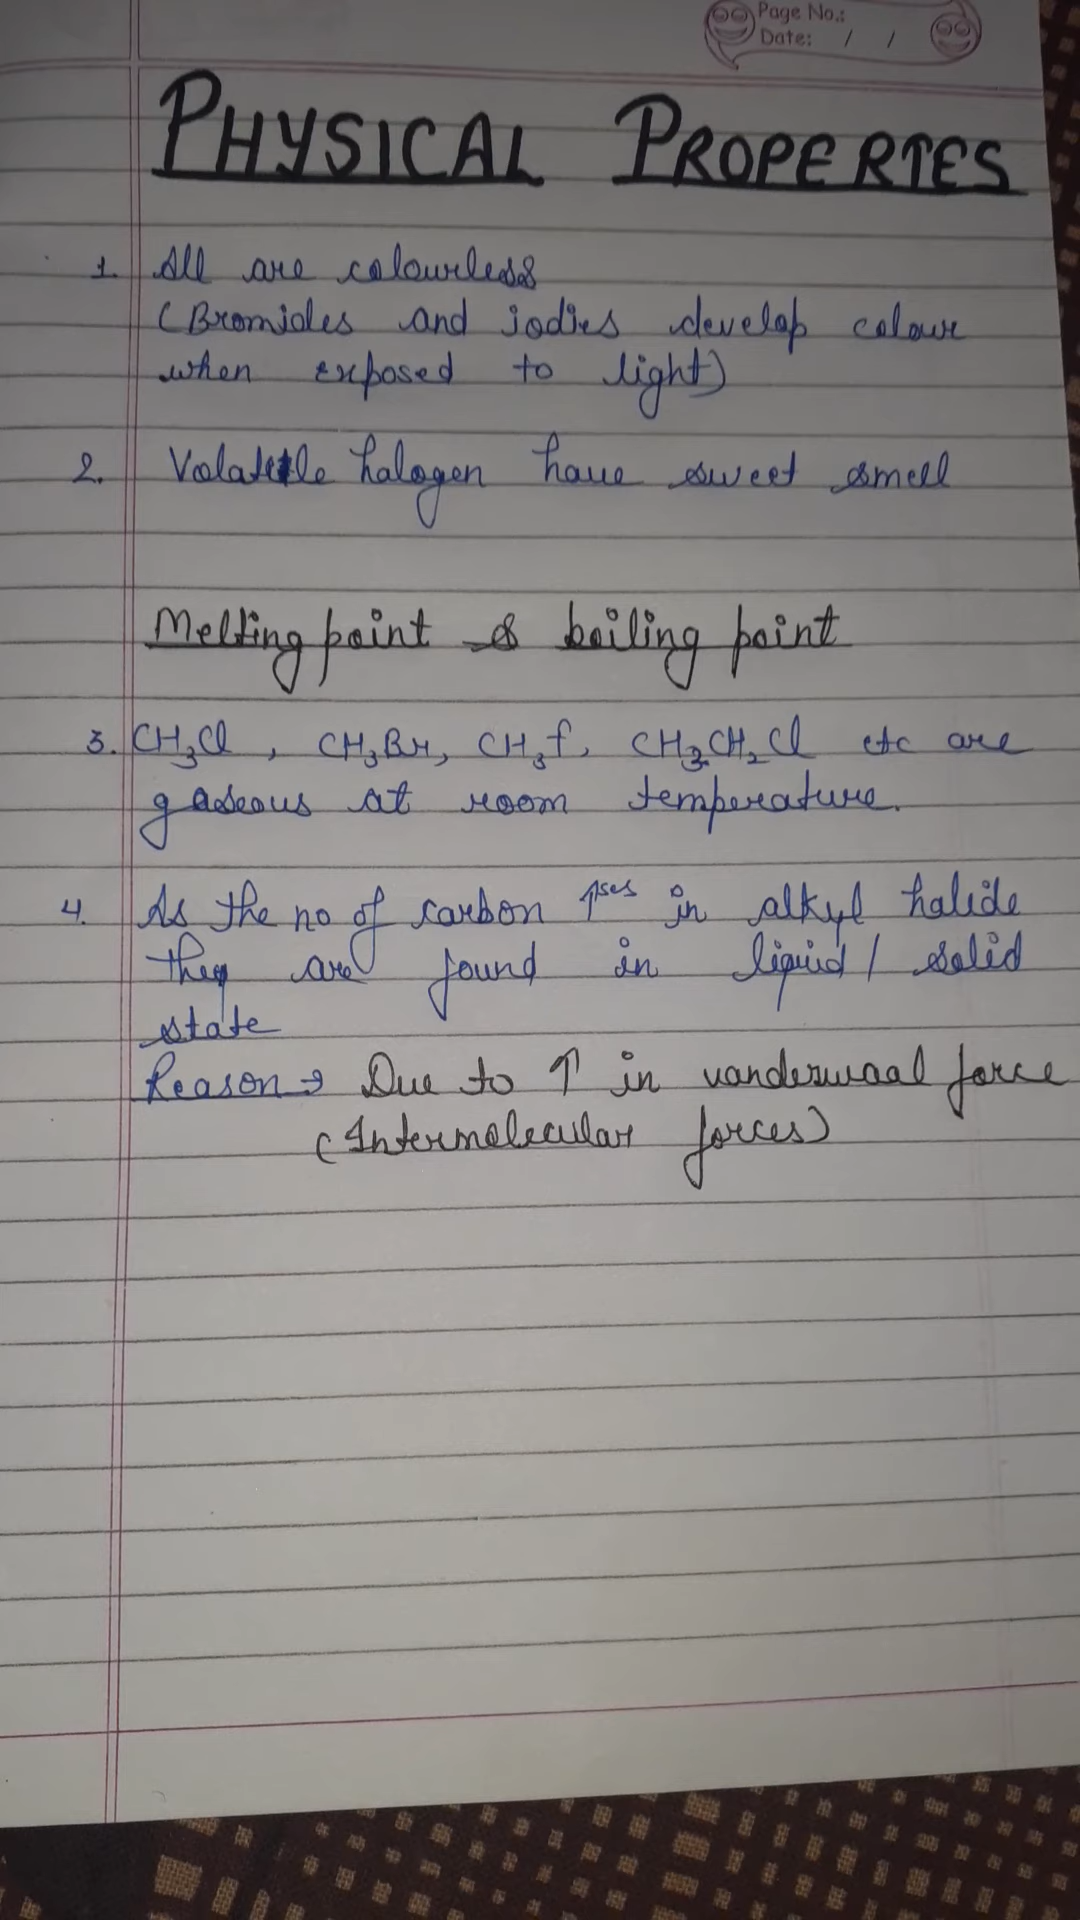 Page No.:
Date: / /
PHYSICAL PROPERTES
1. All are colourless
(Bromides and iodies develop colour
when exposed to light)
2. Volatile halogen have sweet smell
Melting point & boiling point
3. CH₃Cl, CH₃Br, CH₃f, CH₃CH₂Cl etc are
gaseous at room temperature.
4. As the no of carbon ↑ses in alkyl halide
they are found in liquid / solid
state
Reason → Due to ↑ in vanderwaal force
(Intermolecular forces)